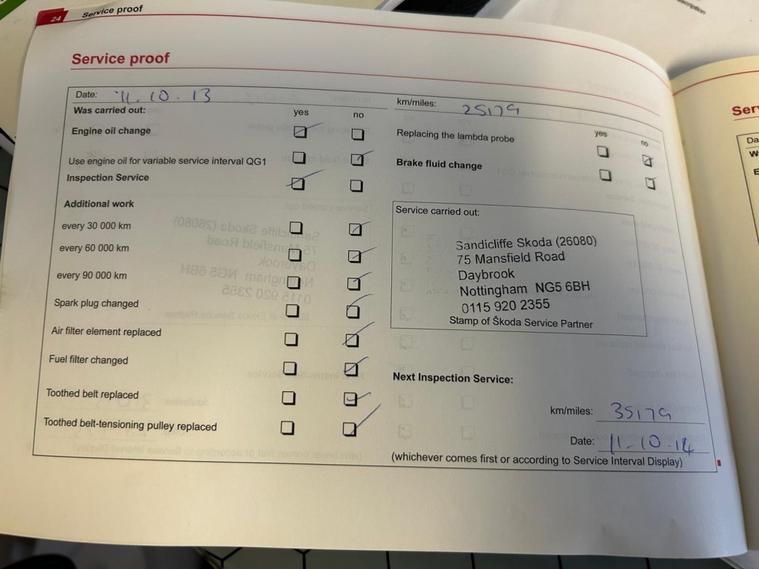 24 Service proof
Service proof
Date: 11.10.13
km/miles: 25179
Was carried out: yes no
Engine oil change
Use engine oil for variable service interval QG1
Inspection Service
Additional work
every 30 000 km
every 60 000 km
every 90 000 km
Spark plug changed
Air filter element replaced
Fuel filter changed
Toothed belt replaced
Toothed belt-tensioning pulley replaced
yes no
Replacing the lambda probe
Brake fluid change
Service carried out:
Sandicliffe Skoda (26080)
75 Mansfield Road
Daybrook
Nottingham NG5 6BH
0115 920 2355
Stamp of Škoda Service Partner
Next Inspection Service:
km/miles: 35179
Date: 11-10-14
(whichever comes first or according to Service Interval Display)